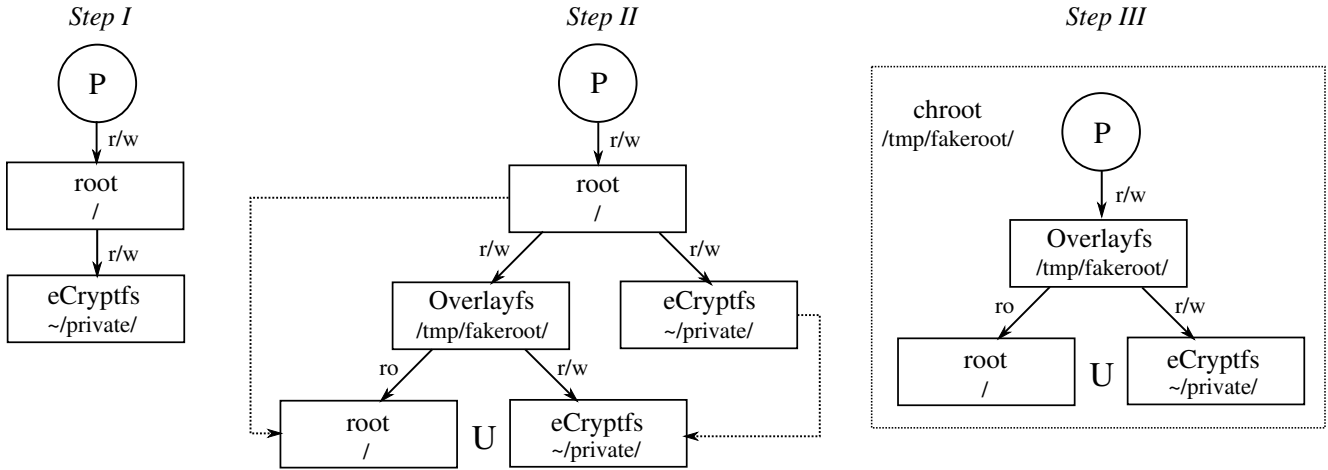 Step I
P
r/w
root
/
r/w
eCryptfs
~/private/
Step II
P
r/w
root
/
r/w
r/w
Overlayfs
/tmp/fakeroot/
eCryptfs
~/private/
ro
r/w
root
/
U
eCryptfs
~/private/
Step III
chroot
/tmp/fakeroot/
P
r/w
Overlayfs
/tmp/fakeroot/
ro
r/w
root
/
U
eCryptfs
~/private/